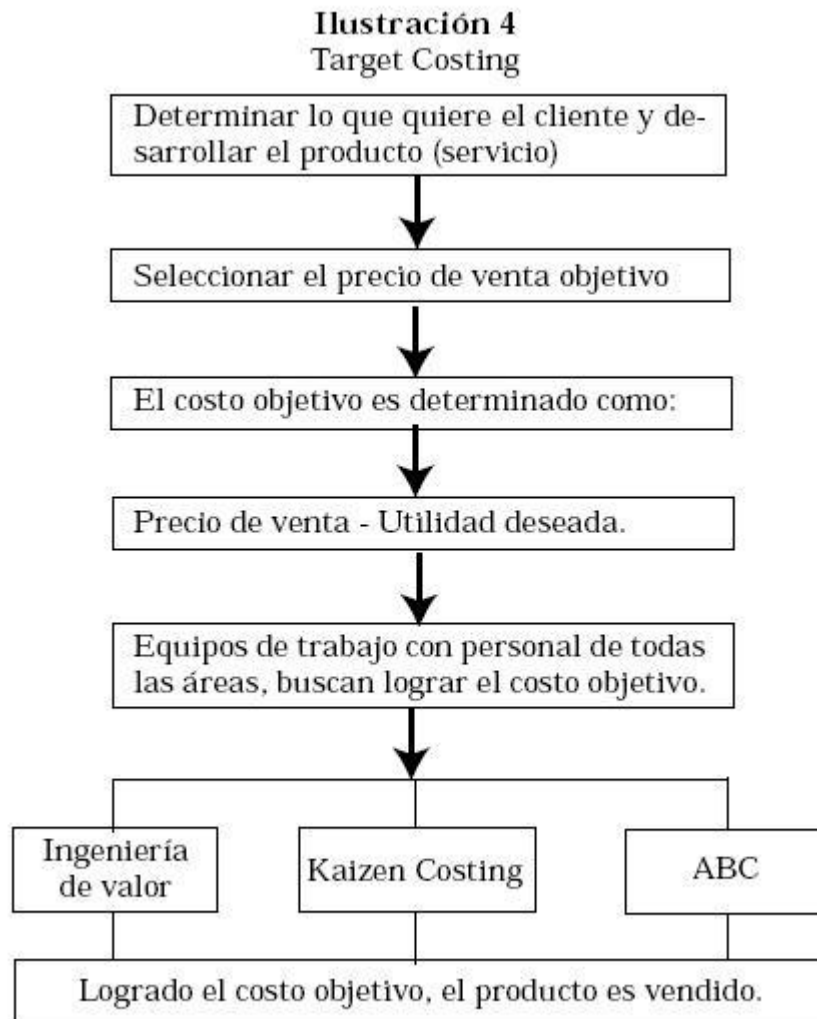 Ilustración 4
Target Costing
Determinar lo que quiere el cliente y de-
sarrollar el producto (servicio)
Seleccionar el precio de venta objetivo
El costo objetivo es determinado como:
Precio de venta - Utilidad deseada.
Equipos de trabajo con personal de todas
las áreas, buscan lograr el costo objetivo.
Ingeniería
de valor
Kaizen Costing
ABC
Logrado el costo objetivo, el producto es vendido.